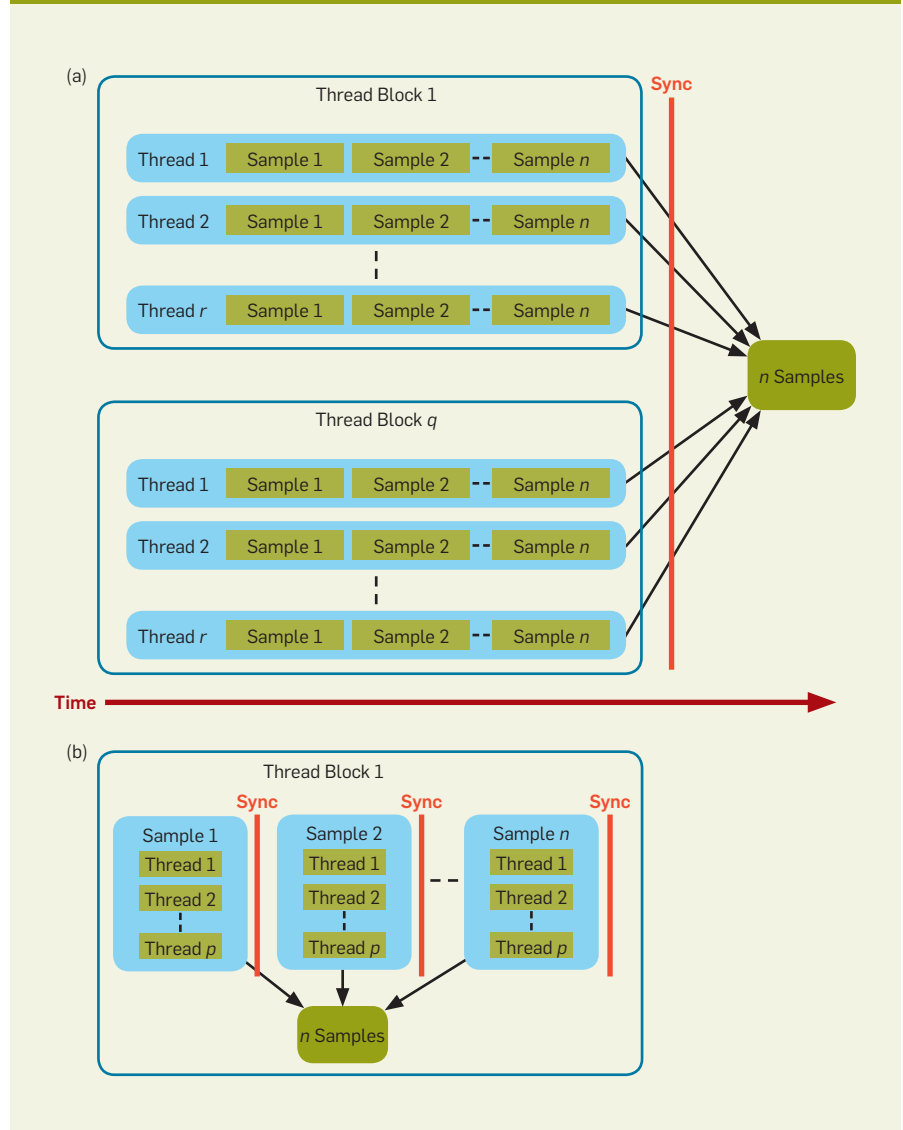 (a)
Thread Block 1
Sync
Thread 1 Sample 1 Sample 2 Sample n
Thread 2 Sample 1 Sample 2 Sample n
Thread r Sample 1 Sample 2 Sample n
n Samples
Thread Block q
Thread 1 Sample 1 Sample 2 Sample n
Thread 2 Sample 1 Sample 2 Sample n
Thread r Sample 1 Sample 2 Sample n
Time
(b)
Thread Block 1
Sync Sync Sync
Sample 1 Sample 2 Sample n
Thread 1 Thread 1 Thread 1
Thread 2 Thread 2 Thread 2
Thread p Thread p Thread p
n Samples